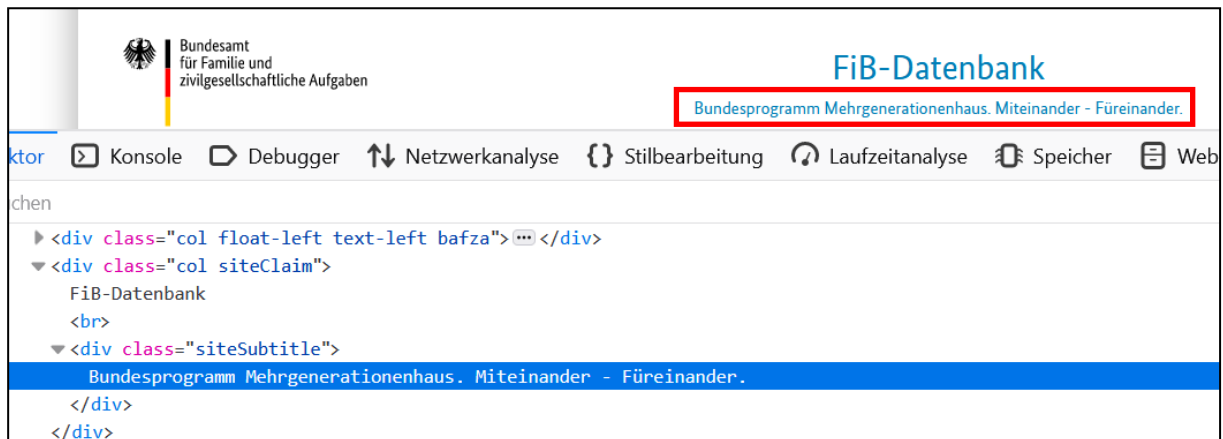 Bundesamt
für Familie und
zivilgesellschaftliche Aufgaben
FiB-Datenbank
Bundesprogramm Mehrgenerationenhaus. Miteinander - Füreinander.
ktor Konsole Debugger Netzwerkanalyse {} Stilbearbeitung Laufzeitanalyse Speicher Web
chen
<div class="col float-left text-left bafza">⋯</div>
<div class="col siteClaim">
FiB-Datenbank
<br>
<div class="siteSubtitle">
Bundesprogramm Mehrgenerationenhaus. Miteinander - Füreinander.
</div>
</div>